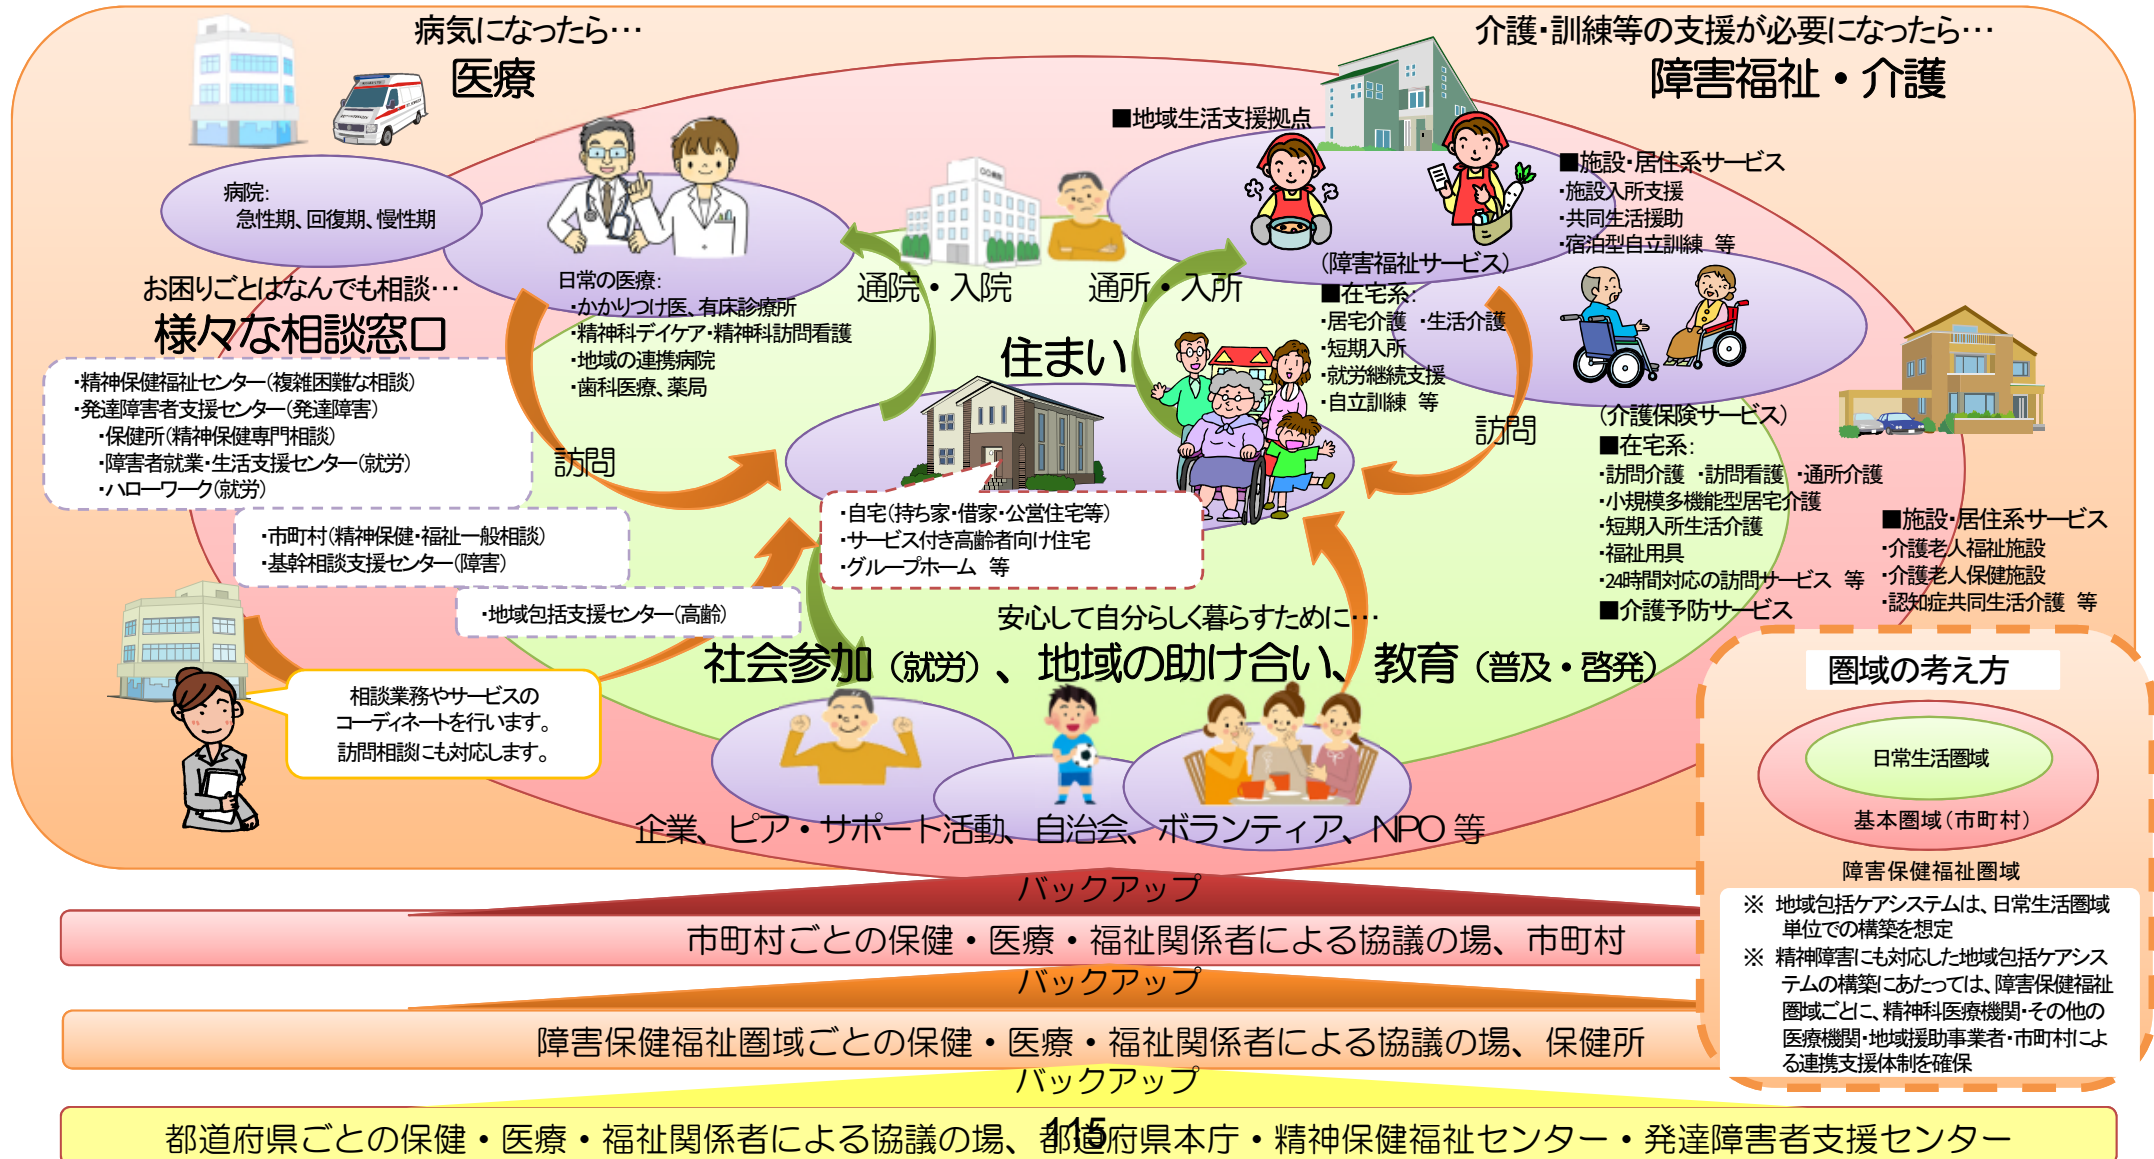 病気になったら…
医療
介護・訓練等の支援が必要になったら…
障害福祉・介護
病院:
急性期、回復期、慢性期
日常の医療:
・かかりつけ医、有床診療所
・精神科デイケア・精神科訪問看護
・地域の連携病院
・歯科医療、薬局
通院・入院
通所・入所
■地域生活支援拠点
■施設・居住系サービス
・施設入所支援
・共同生活援助
・宿泊型自立訓練 等
(障害福祉サービス)
■在宅系:
・居宅介護 ・生活介護
・短期入所
・就労継続支援
・自立訓練 等
お困りごとはなんでも相談…
様々な相談窓口
・精神保健福祉センター(複雑困難な相談)
・発達障害者支援センター(発達障害)
・保健所(精神保健専門相談)
・障害者就業・生活支援センター(就労)
・ハローワーク(就労)
・市町村(精神保健・福祉一般相談)
・基幹相談支援センター(障害)
・地域包括支援センター(高齢)
訪問
住まい
・自宅(持ち家・借家・公営住宅等)
・サービス付き高齢者向け住宅
・グループホーム 等
訪問
(介護保険サービス)
■在宅系:
・訪問介護 ・訪問看護 ・通所介護
・小規模多機能型居宅介護
・短期入所生活介護
・福祉用具
・24時間対応の訪問サービス 等
■介護予防サービス
■施設・居住系サービス
・介護老人福祉施設
・介護老人保健施設
・認知症共同生活介護 等
相談業務やサービスの
コーディネートを行います。
訪問相談にも対応します。
安心して自分らしく暮らすために…
社会参加(就労)、地域の助け合い、教育(普及・啓発)
企業、ピア・サポート活動、自治会、ボランティア、NPO 等
圏域の考え方
日常生活圏域
基本圏域(市町村)
障害保健福祉圏域
※ 地域包括ケアシステムは、日常生活圏域
単位での構築を想定
※ 精神障害にも対応した地域包括ケアシス
テムの構築にあたっては、障害保健福祉
圏域ごとに、精神科医療機関・その他の
医療機関・地域援助事業者・市町村によ
る連携支援体制を確保
バックアップ
市町村ごとの保健・医療・福祉関係者による協議の場、市町村
バックアップ
障害保健福祉圏域ごとの保健・医療・福祉関係者による協議の場、保健所
バックアップ
都道府県ごとの保健・医療・福祉関係者による協議の場、都道府県本庁・精神保健福祉センター・発達障害者支援センター
115